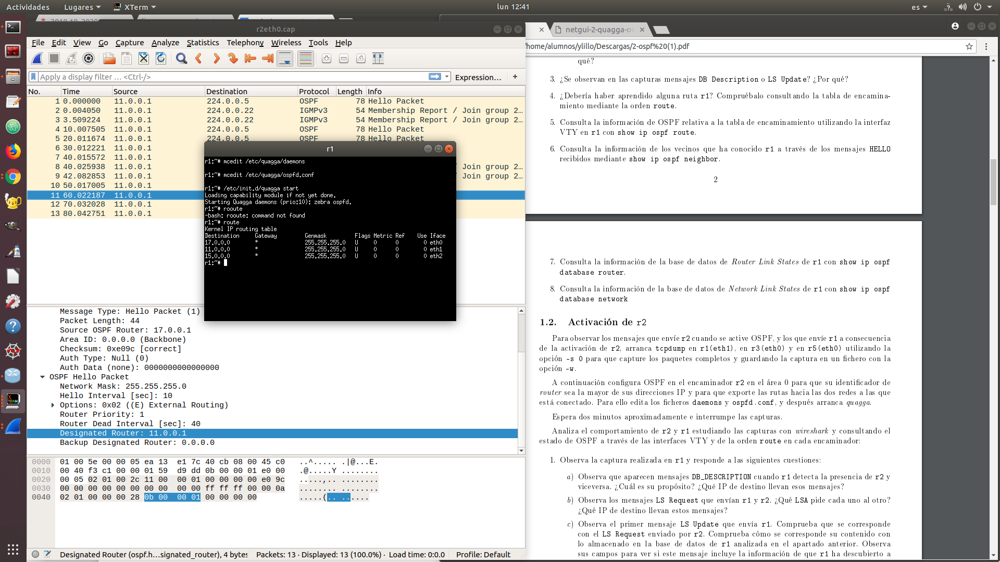 Actividades
Lugares
XTerm
lun 12:41
es
r2eth0.cap
File Edit View Go Capture Analyze Statistics Telephony Wireless Tools Help
Apply a display filter … <Ctrl-/>
Expression…
+
No. Time Source Destination Protocol Length Info
1 0.000000 11.0.0.1 224.0.0.5 OSPF 78 Hello Packet
2 0.004050 11.0.0.1 224.0.0.22 IGMPv3 54 Membership Report / Join group 2…
3 3.509224 11.0.0.1 224.0.0.22 IGMPv3 54 Membership Report / Join group 2…
4 10.007505 11.0.0.1 224.0.0.5 OSPF 78 Hello Packet
5 20.011674 11.0.0.1 224.0.0.5 OSPF 78 Hello Packet
6 30.012221 11.0.0.1
7 40.015572 11.0.0.1
8 40.025938 11.0.0.1 Join group 2…
9 42.082853 11.0.0.1 Join group 2…
10 50.017005 11.0.0.1
11 60.022187 11.0.0.1
12 70.032028 11.0.0.1
13 80.042751 11.0.0.1
r1
r1:~# mcedit /etc/quagga/daemons
r1:~# mcedit /etc/quagga/ospfd.conf
r1:~# /etc/init.d/quagga start
Loading capability module if not yet done.
Starting Quagga daemons (prio:10): zebra ospfd.
r1:~# rooute
-bash: rooute: command not found
r1:~# route
Kernel IP routing table
Destination Gateway Genmask Flags Metric Ref Use Iface
17.0.0.0 * 255.255.255.0 U 0 0 0 eth0
11.0.0.0 * 255.255.255.0 U 0 0 0 eth1
15.0.0.0 * 255.255.255.0 U 0 0 0 eth2
r1:~#
Message Type: Hello Packet (1)
Packet Length: 44
Source OSPF Router: 17.0.0.1
Area ID: 0.0.0.0 (Backbone)
Checksum: 0xe09c [correct]
Auth Type: Null (0)
Auth Data (none): 0000000000000000
OSPF Hello Packet
Network Mask: 255.255.255.0
Hello Interval [sec]: 10
Options: 0x02 ((E) External Routing)
Router Priority: 1
Router Dead Interval [sec]: 40
Designated Router: 11.0.0.1
Backup Designated Router: 0.0.0.0
0000 01 00 5e 00 00 05 ea 13 e1 7c 40 cb 08 00 45 c0 ..^..... .|@...E.
0010 00 40 f3 c1 00 00 01 59 d9 dd 0b 00 00 01 e0 00 .@.....Y ........
0020 00 05 02 01 00 2c 11 00 00 01 00 00 00 00 e0 9c .....,.. ........
0030 00 00 00 00 00 00 00 00 00 00 ff ff ff 00 00 0a ........ ........
0040 02 01 00 00 00 28 0b 00 00 01 00 00 00 00 .....(.. ......
Designated Router (ospf.h…signated_router), 4 bytes
Packets: 13 · Displayed: 13 (100.0%) · Load time: 0:0.0
Profile: Default
netgui-2-quagga-os
/home/alumnos/ylillo/Descargas/2-ospf%20(1).pdf
qué?
3. ¿Se observan en las capturas mensajes DB Description o LS Update? ¿Por qué?
4. ¿Debería haber aprendido alguna ruta r1? Compruébalo consultando la tabla de encamina-
miento mediante la orden route.
5. Consulta la información de OSPF relativa a la tabla de encaminamiento utilizando la interfaz
VTY en r1 con show ip ospf route.
6. Consulta la información de los vecinos que ha conocido r1 a través de los mensajes HELLO
recibidos mediante show ip ospf neighbor.
2
7. Consulta la información de la base de datos de Router Link States de r1 con show ip ospf
database router.
8. Consulta la información de la base de datos de Network Link States de r1 con show ip ospf
database network
1.2. Activación de r2
Para observar los mensajes que envíe r2 cuando se active OSPF, y los que envíe r1 a consecuencia
de la activación de r2, arranca tcpdump en r1(eth1), en r3(eth0) y en r5(eth0) utilizando la
opción -s 0 para que capture los paquetes completos y guardando la captura en un fichero con la
opción -w.
A continuación configura OSPF en el encaminador r2 en el área 0 para que su identificador de
router sea la mayor de sus direcciones IP y para que exporte las rutas hacia las dos redes a las que
está conectado. Para ello edita los ficheros daemons y ospfd.conf, y después arranca quagga.
Espera dos minutos aproximadamente e interrumpe las capturas.
Analiza el comportamiento de r2 y r1 estudiando las capturas con wireshark y consultando el
estado de OSPF a través de las interfaces VTY y de la orden route en cada encaminador:
1. Observa la captura realizada en r1 y responde a las siguientes cuestiones:
a) Observa que aparecen mensajes DB_DESCRIPTION cuando r1 detecta la presencia de r2 y
viceversa. ¿Cuál es su propósito? ¿Qué IP de destino llevan esos mensajes?
b) Observa los mensajes LS Request que envían r1 y r2. ¿Qué LSA pide cada uno al otro?
¿Qué IP de destino llevan estos mensajes?
c) Observa el primer mensaje LS Update que envía r1. Comprueba que se corresponde
con el LS Request enviado por r2. Comprueba cómo se corresponde su contenido con
lo almacenado en la base de datos de r1 analizada en el apartado anterior. Observa
sus campos para ver si este mensaje incluye la información de que r1 ha descubierto a